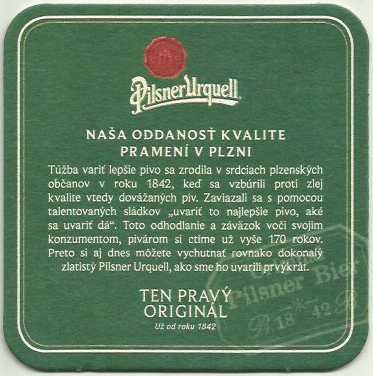 Pilsner Urquell
NAŠA ODDANOSŤ KVALITE
PRAMENÍ V PLZNI
Túžba variť lepšie pivo sa zrodila v srdciach plzenských
občanov v roku 1842, keď sa vzbúrili proti zlej
kvalite vtedy dovážaných pív. Zaviazali sa s pomocou
talentovaných sládkov „uvariť to najlepšie pivo, aké
sa uvariť dá“. Toto odhodlanie a záväzok voči svojim
konzumentom, pivárom si ctíme už vyše 170 rokov.
Preto si aj dnes môžete vychutnať rovnako dokonalý
zlatistý Pilsner Urquell, ako sme ho uvarili prvýkrát.
TEN PRAVÝ
ORIGINÁL
Už od roku 1842
Pilsner Bier
B. 18 42 B.